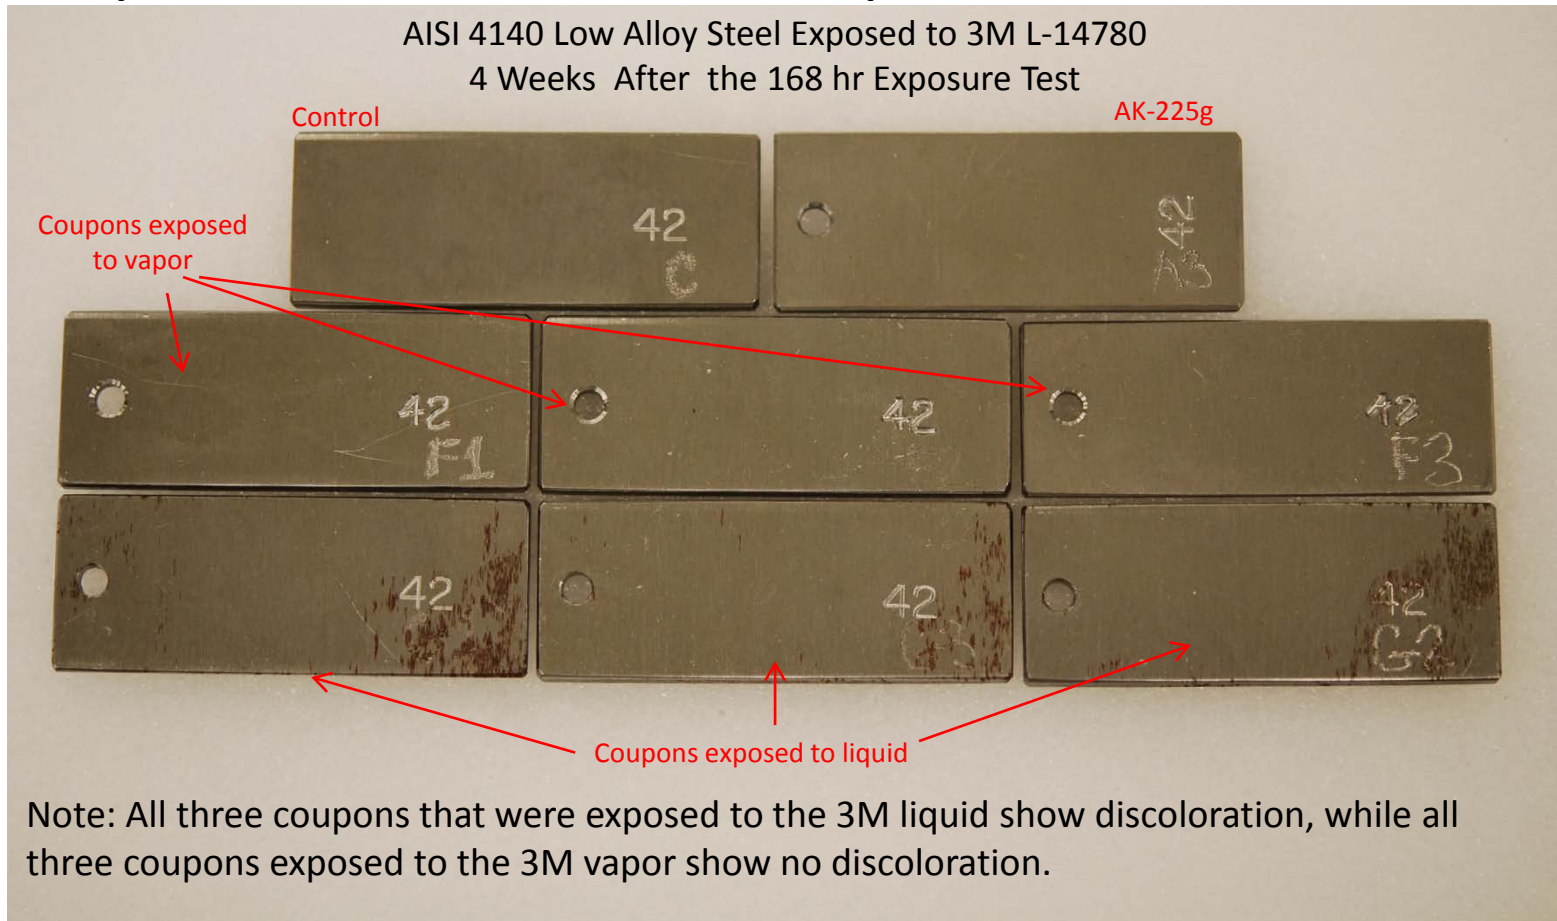 AISI 4140 Low Alloy Steel Exposed to 3M L-14780
4 Weeks After the 168 hr Exposure Test
Control
AK-225g
42
C
42
A3
Coupons exposed
to vapor
42
F1
42
42
F3
42
42
42
G2
Coupons exposed to liquid
Note: All three coupons that were exposed to the 3M liquid show discoloration, while all
three coupons exposed to the 3M vapor show no discoloration.